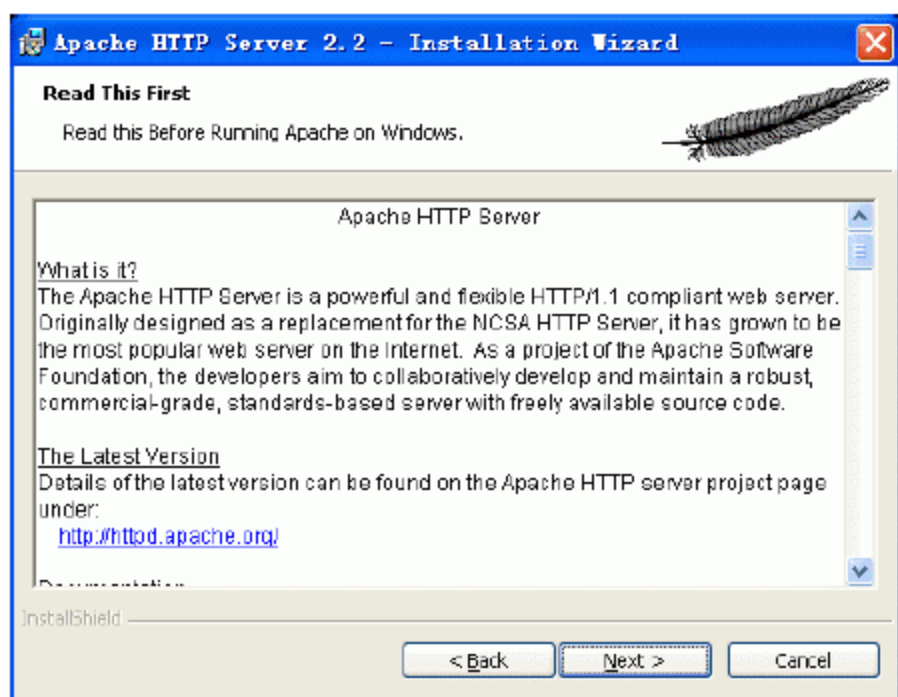 Apache HTTP Server 2.2 - Installation Wizard
Read This First
Read this Before Running Apache on Windows.
Apache HTTP Server
What is it?
The Apache HTTP Server is a powerful and flexible HTTP/1.1 compliant web server.
Originally designed as a replacement for the NCSA HTTP Server, it has grown to be
the most popular web server on the Internet. As a project of the Apache Software
Foundation, the developers aim to collaboratively develop and maintain a robust,
commercial-grade, standards-based server with freely available source code.
The Latest Version
Details of the latest version can be found on the Apache HTTP server project page
under:
http://httpd.apache.org/
Documentation
InstallShield
< Back
Next >
Cancel